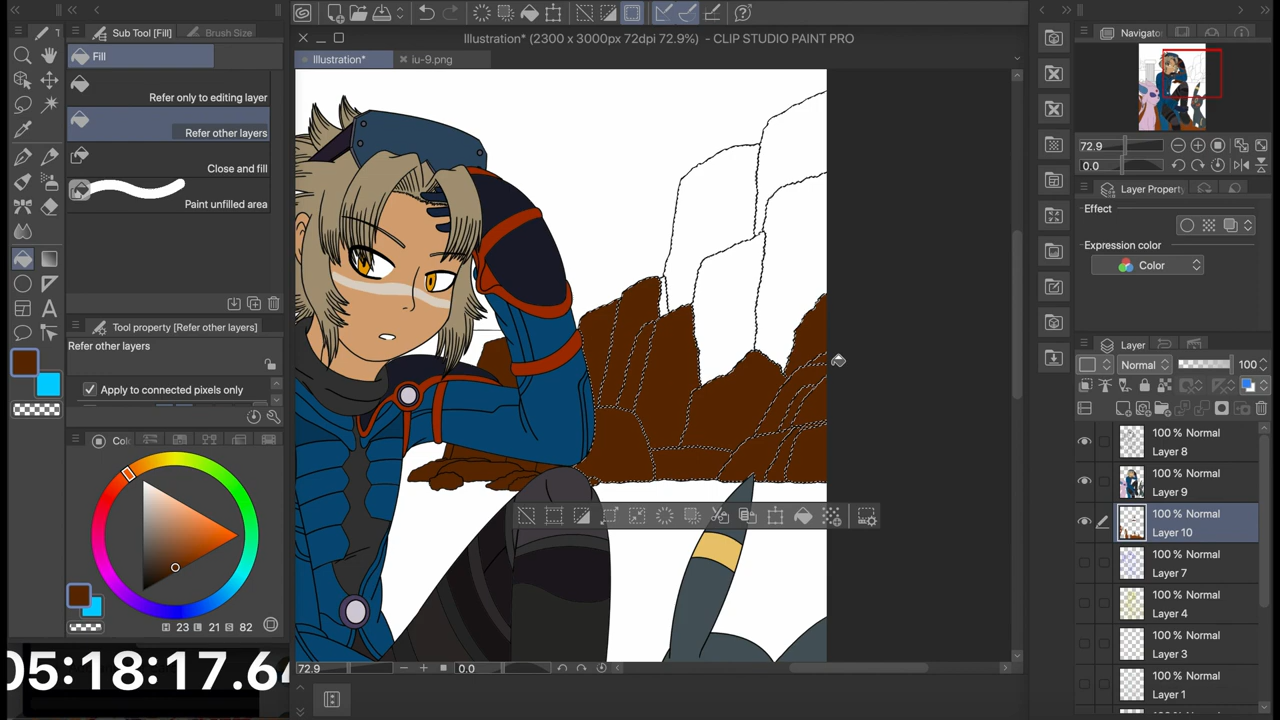 Illustration* (2300 x 3000px 72dpi 72.9%) - CLIP STUDIO PAINT PRO
Sub Tool [Fill]
Brush Size
Fill
Refer only to editing layer
Refer other layers
Close and fill
Paint unfilled area
Tool property [Refer other layers]
Refer other layers
Apply to connected pixels only
Co
H 23 L 21 S 82
05:18:17.64
Illustration*
iu-9.png
72.9
0.0
Navigator
72.9
0.0
Layer Property
Effect
Expression color
Color
Layer
Normal
100
100 % Normal
Layer 8
100 % Normal
Layer 9
100 % Normal
Layer 10
100 % Normal
Layer 7
100 % Normal
Layer 4
100 % Normal
Layer 3
100 % Normal
Layer 1
100 % Normal